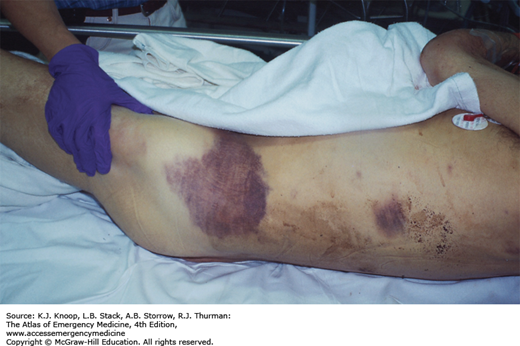 Source: K.J. Knoop, L.B. Stack, A.B. Storrow, R.J. Thurman:
The Atlas of Emergency Medicine, 4th Edition,
www.accessemergencymedicine
Copyright © McGraw-Hill Education. All rights reserved.